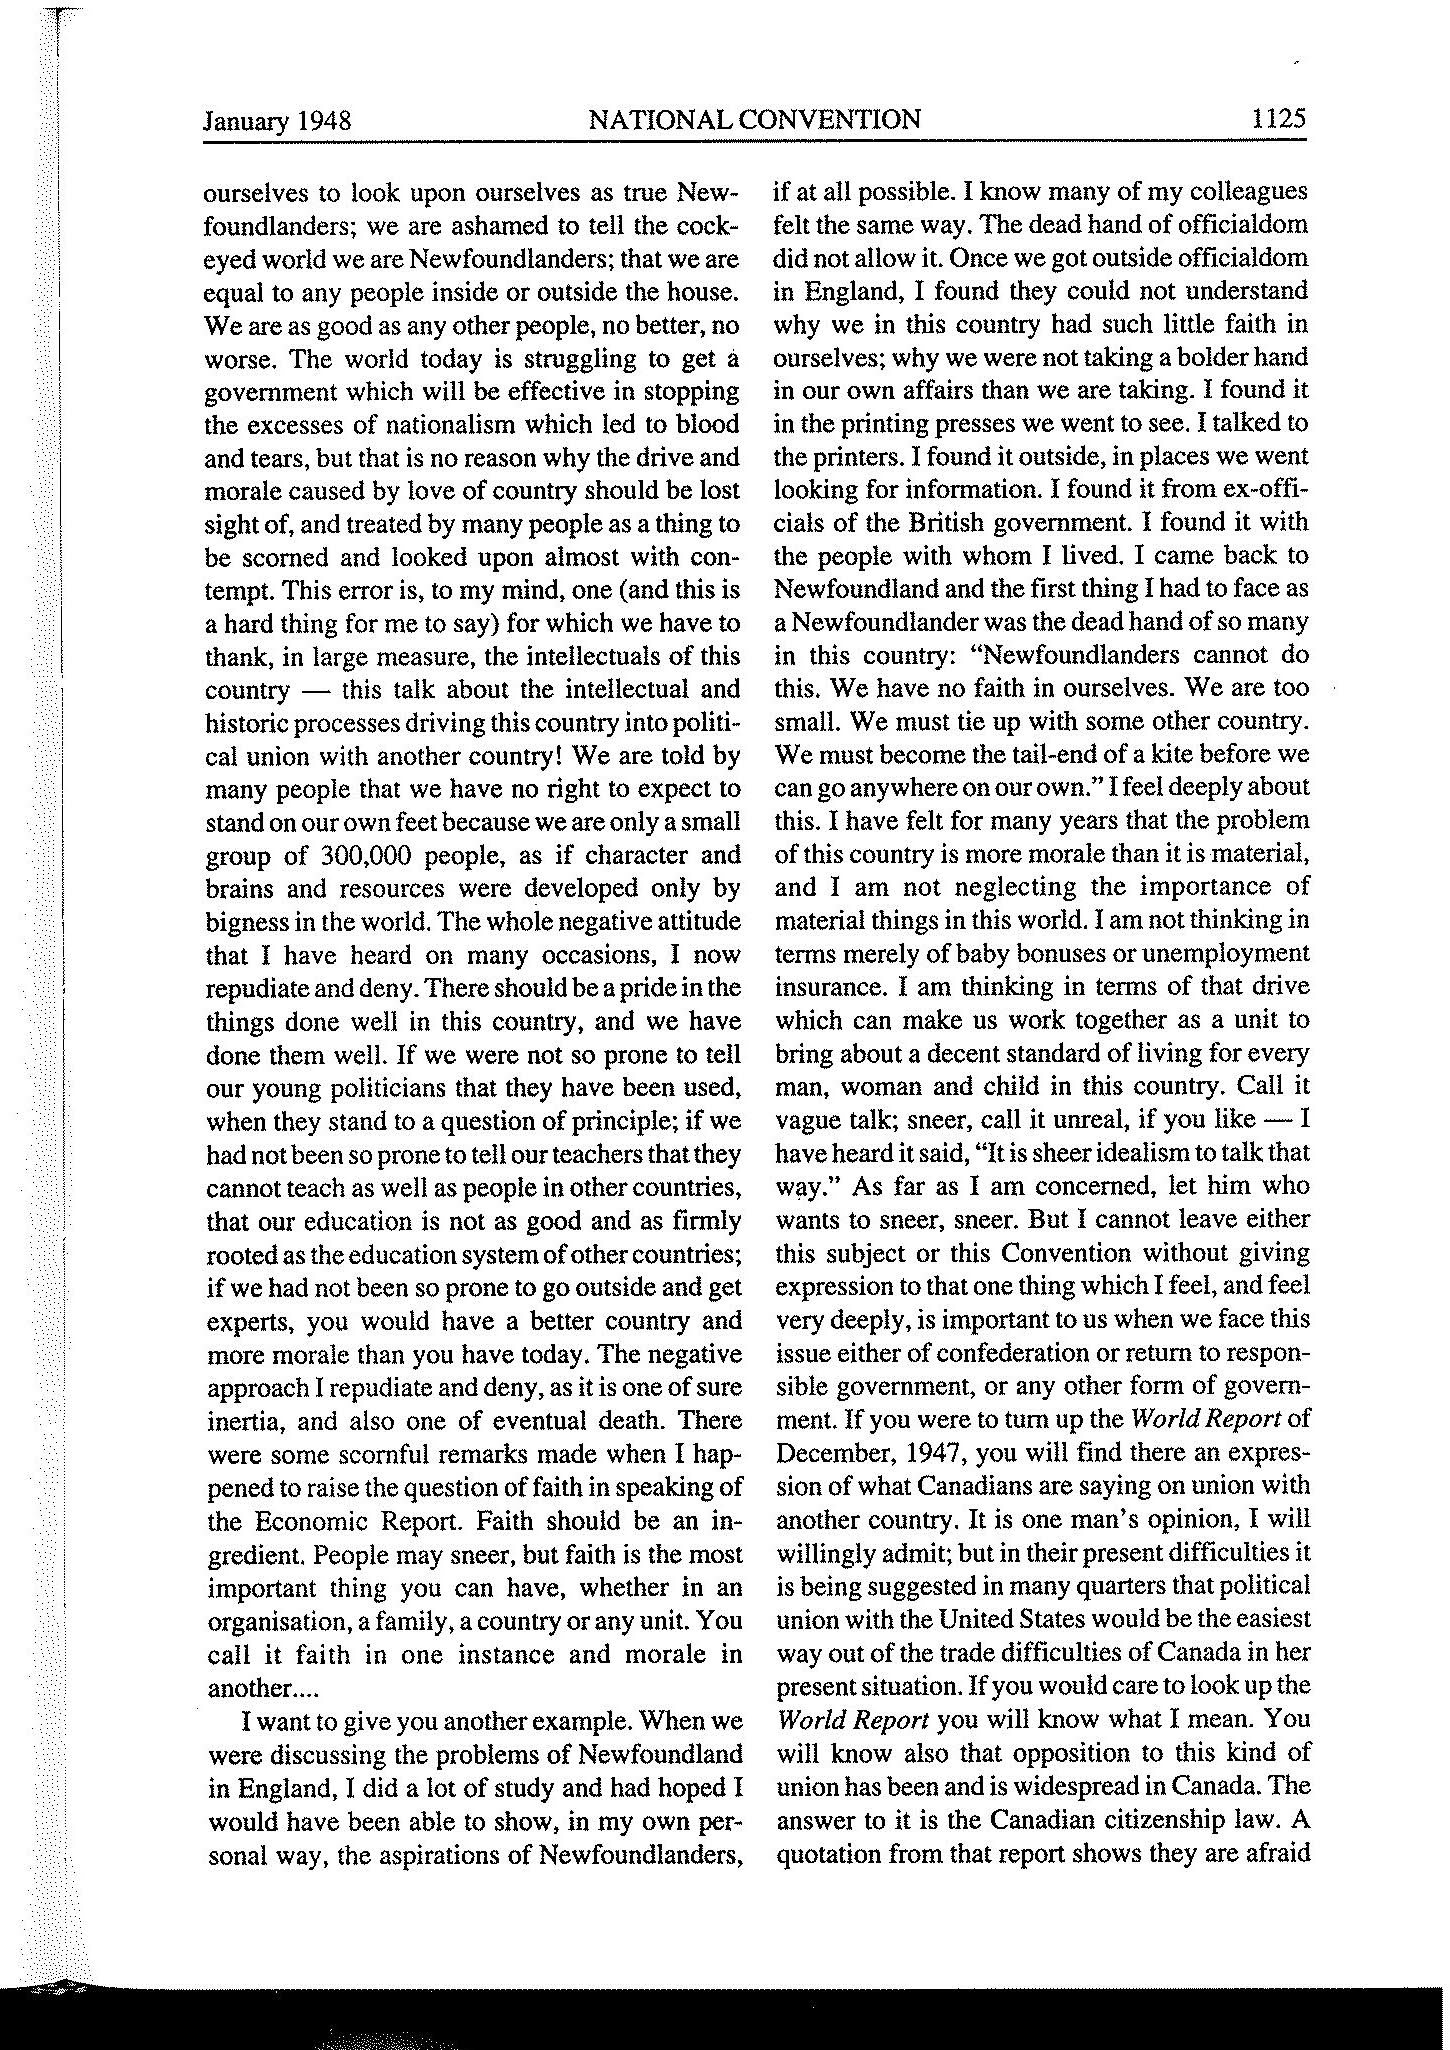 January 1948 NATIONAL CONVENTION 1125
ourselves to look upon ourselves as true New-
foundlanders; we are ashamed to tell the cock-
eyed world we are Newfoundlanders; that we are
equal to any people inside or outside the house.
We are as good as any other people, no better, no
worse. The world today is struggling to get a
government which will be effective in stopping
the excesses of nationalism which led to blood
and tears, but that is no reason why the drive and
morale caused by love of country should be lost
sight of, and treated by many people as a thing to
be scorned and looked upon almost with con-
tempt. This error is, to my mind, one (and this is
a hard thing for me to say) for which we have to
thank, in large measure, the intellectuals of this
country — this talk about the intellectual and
historic processes driving this country into politi-
cal union with another country! We are told by
many people that we have no right to expect to
stand on our own feet because we are only a small
group of 300,000 people, as if character and
brains and resources were developed only by
bigness in the world. The whole negative attitude
that I have heard on many occasions, I now
repudiate and deny. There should be a pride in the
things done well in this country, and we have
done them well. If we were not so prone to tell
our young politicians that they have been used,
when they stand to a question of principle; if we
had not been so prone to tell our teachers that they
cannot teach as well as people in other countries,
that our education is not as good and as firmly
rooted as the education system of other countries;
if we had not been so prone to go outside and get
experts, you would have a better country and
more morale than you have today. The negative
approach I repudiate and deny, as it is one of sure
inertia, and also one of eventual death. There
were some scornful remarks made when I hap-
pened to raise the question of faith in speaking of
the Economic Report. Faith should be an in-
gredient. People may sneer, but faith is the most
important thing you can have, whether in an
organisation, a family, a country or any unit. You
call it faith in one instance and morale in
another....
I want to give you another example. When we
were discussing the problems of Newfoundland
in England, I did a lot of study and had hoped I
would have been able to show, in my own per-
sonal way, the aspirations of Newfoundlanders,
if at all possible. I know many of my colleagues
felt the same way. The dead hand of officialdom
did not allow it. Once we got outside officialdom
in England, I found they could not understand
why we in this country had such little faith in
ourselves; why we were not taking a bolder hand
in our own affairs than we are taking. I found it
in the printing presses we went to see. I talked to
the printers. I found it outside, in places we went
looking for information. I found it from ex-offi-
cials of the British government. I found it with
the people with whom I lived. I came back to
Newfoundland and the first thing I had to face as
a Newfoundlander was the dead hand of so many
in this country: "Newfoundlanders cannot do
this. We have no faith in ourselves. We are too
small. We must tie up with some other country.
We must become the tail-end of a kite before we
can go anywhere on our own." I feel deeply about
this. I have felt for many years that the problem
of this country is more morale than it is material,
and I am not neglecting the importance of
material things in this world. I am not thinking in
terms merely of baby bonuses or unemployment
insurance. I am thinking in terms of that drive
which can make us work together as a unit to
bring about a decent standard of living for every
man, woman and child in this country. Call it
vague talk; sneer, call it unreal, if you like — I
have heard it said, "It is sheer idealism to talk that
way." As far as I am concerned, let him who
wants to sneer, sneer. But I cannot leave either
this subject or this Convention without giving
expression to that one thing which I feel, and feel
very deeply, is important to us when we face this
issue either of confederation or return to respon-
sible government, or any other form of govern-
ment. If you were to turn up the World Report of
December, 1947, you will find there an expres-
sion of what Canadians are saying on union with
another country. It is one man's opinion, I will
willingly admit; but in their present difficulties it
is being suggested in many quarters that political
union with the United States would be the easiest
way out of the trade difficulties of Canada in her
present situation. If you would care to look up the
World Report you will know what I mean. You
will know also that opposition to this kind of
union has been and is widespread in Canada. The
answer to it is the Canadian citizenship law. A
quotation from that report shows they are afraid